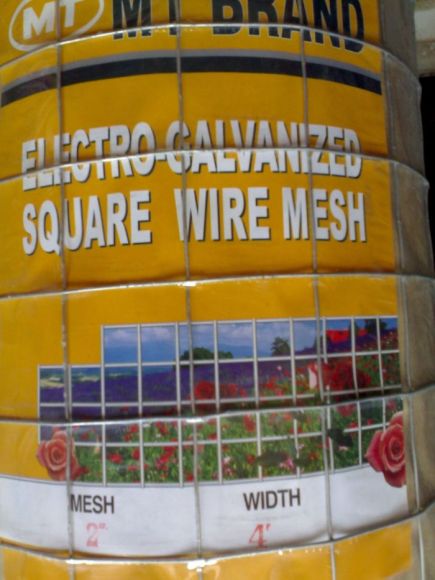 MT MT BRAND
ELECTRO-GALVANIZED
SQUARE WIRE MESH
MESH WIDTH
2" 4'